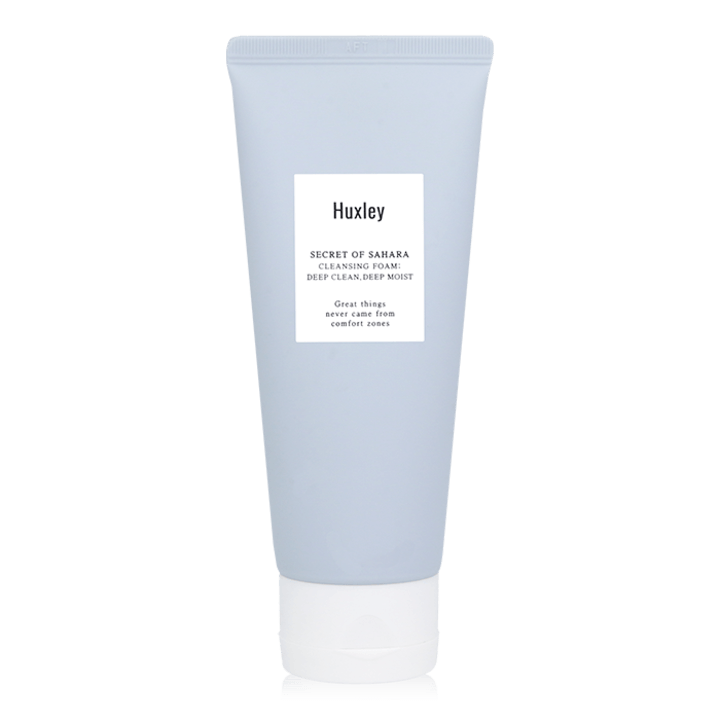 Huxley
SECRET OF SAHARA
CLEANSING FOAM:
DEEP CLEAN, DEEP MOIST
Great things
never came from
comfort zones